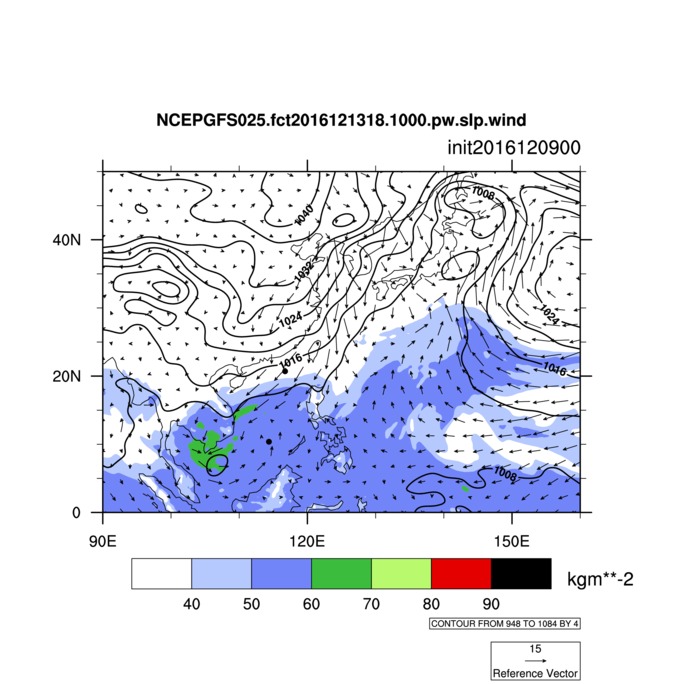 NCEPGFS025.fct2016121318.1000.pw.slp.wind
init2016120900
1008
1040
40N
1032
1024
1024
1016
1016
20N
1008
0
90E 120E 150E
kgm**-2
40 50 60 70 80 90
CONTOUR FROM 948 TO 1084 BY 4
15
Reference Vector